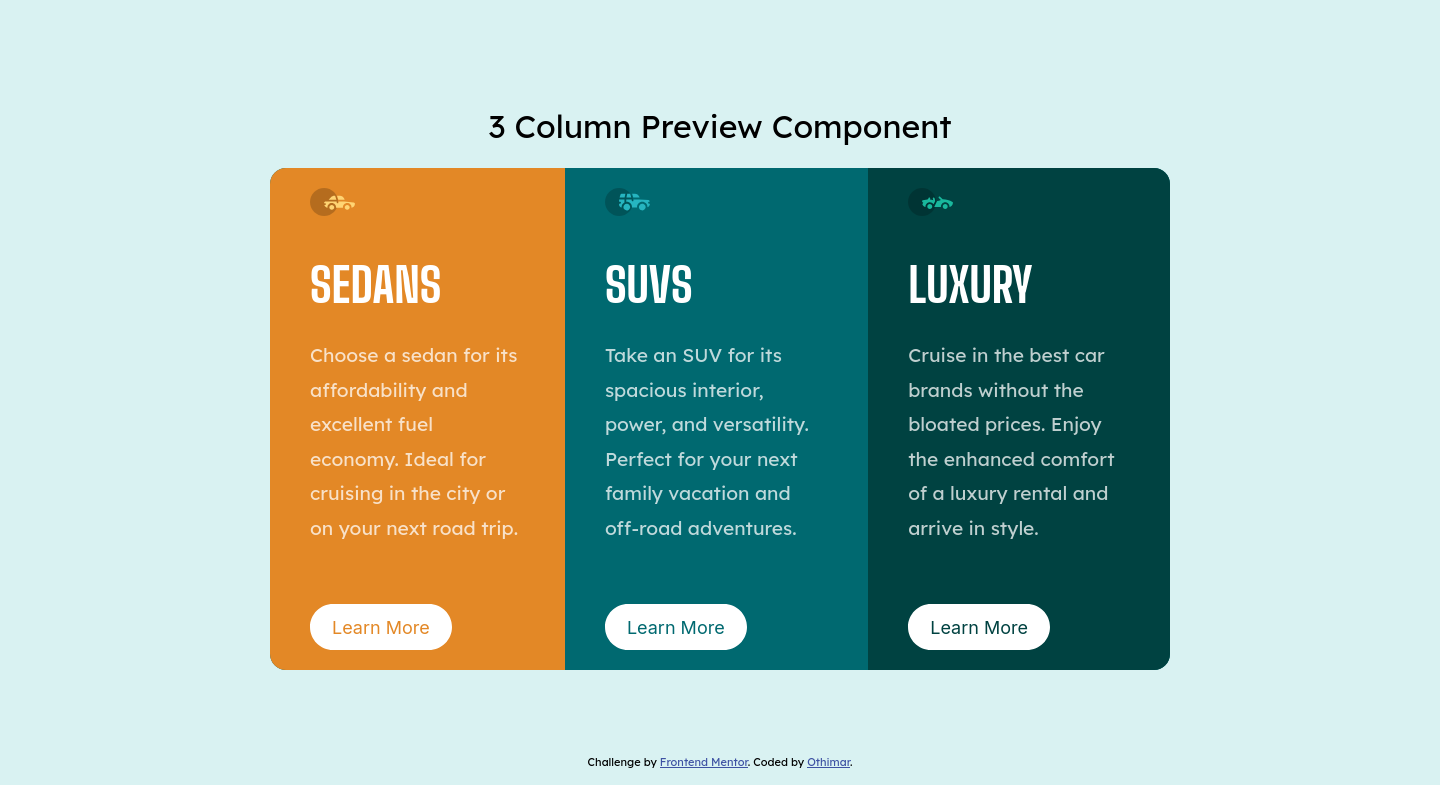 3 Column Preview Component
SEDANS
Choose a sedan for its
affordability and
excellent fuel
economy. Ideal for
cruising in the city or
on your next road trip.
Learn More
SUVS
Take an SUV for its
spacious interior,
power, and versatility.
Perfect for your next
family vacation and
off-road adventures.
Learn More
LUXURY
Cruise in the best car
brands without the
bloated prices. Enjoy
the enhanced comfort
of a luxury rental and
arrive in style.
Learn More
Challenge by Frontend Mentor. Coded by Othimar.